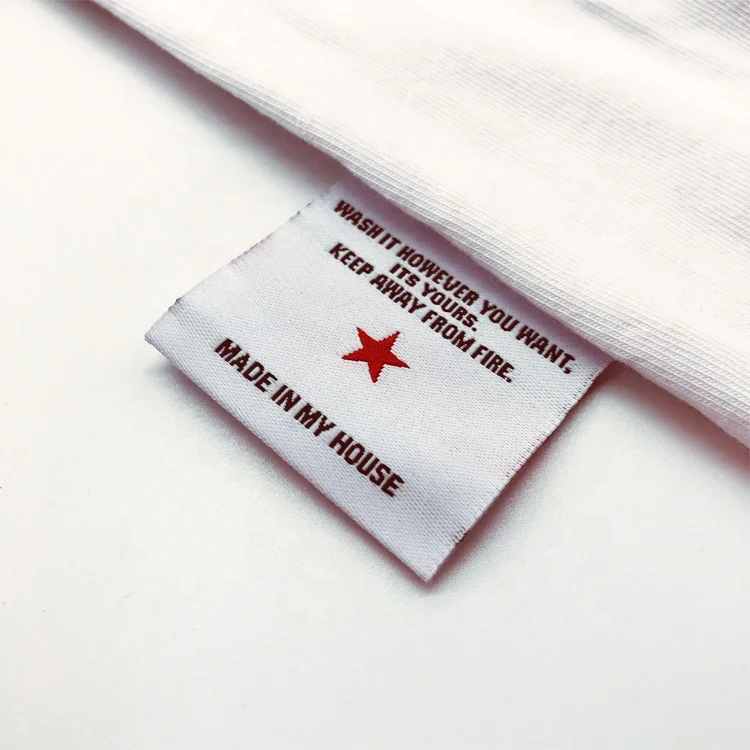 WASH IT HOWEVER YOU WANT,
ITS YOURS.
KEEP AWAY FROM FIRE.
MADE IN MY HOUSE